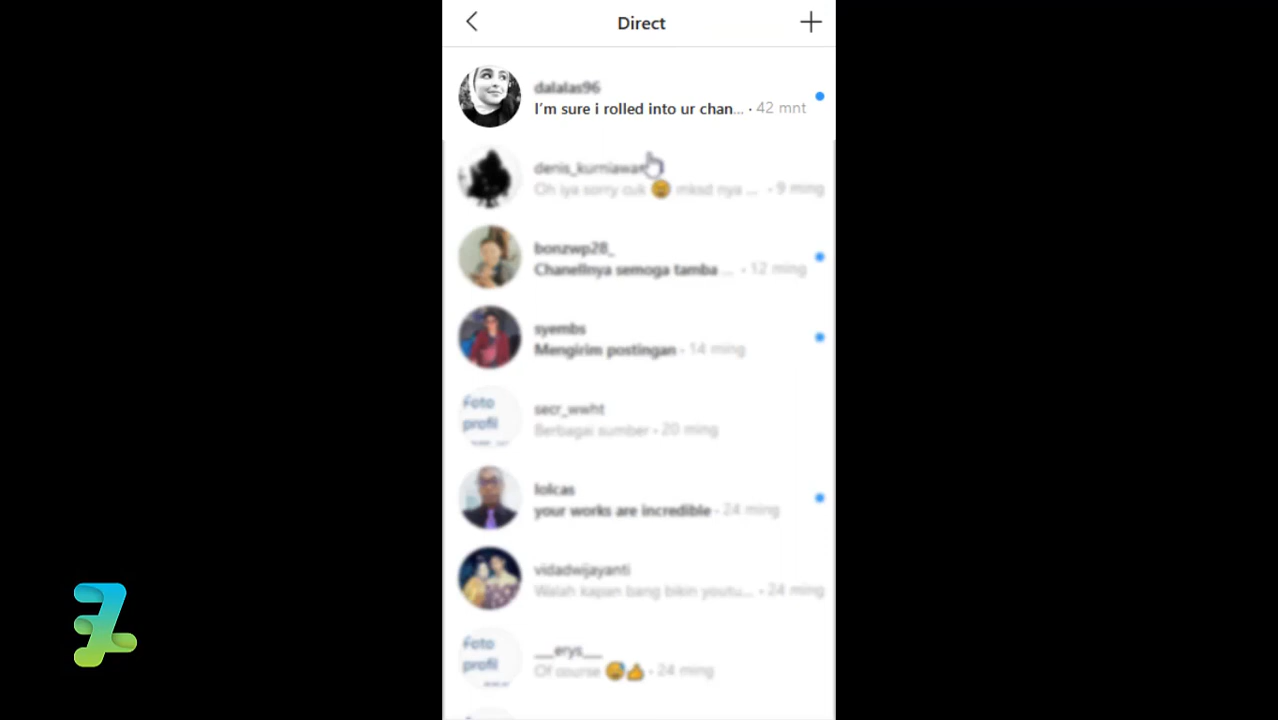 Direct
dalalas96
I'm sure i rolled into ur chan... · 42 mnt
denis_kurniawan
Oh iya sorry cuk 😅 mksd nya ... · 9 ming
bonzwp28_
Chanellnya semoga tamba ... · 12 ming
syembs
Mengirim postingan · 14 ming
Foto
profil
secr_wwht
Berbagai sumber · 20 ming
lolcas
your works are incredible · 24 ming
vidadwijayanti
Walah kapan bang bikin youtu... · 24 ming
Foto
profil
___erys___
Of course 😅👍 · 24 ming